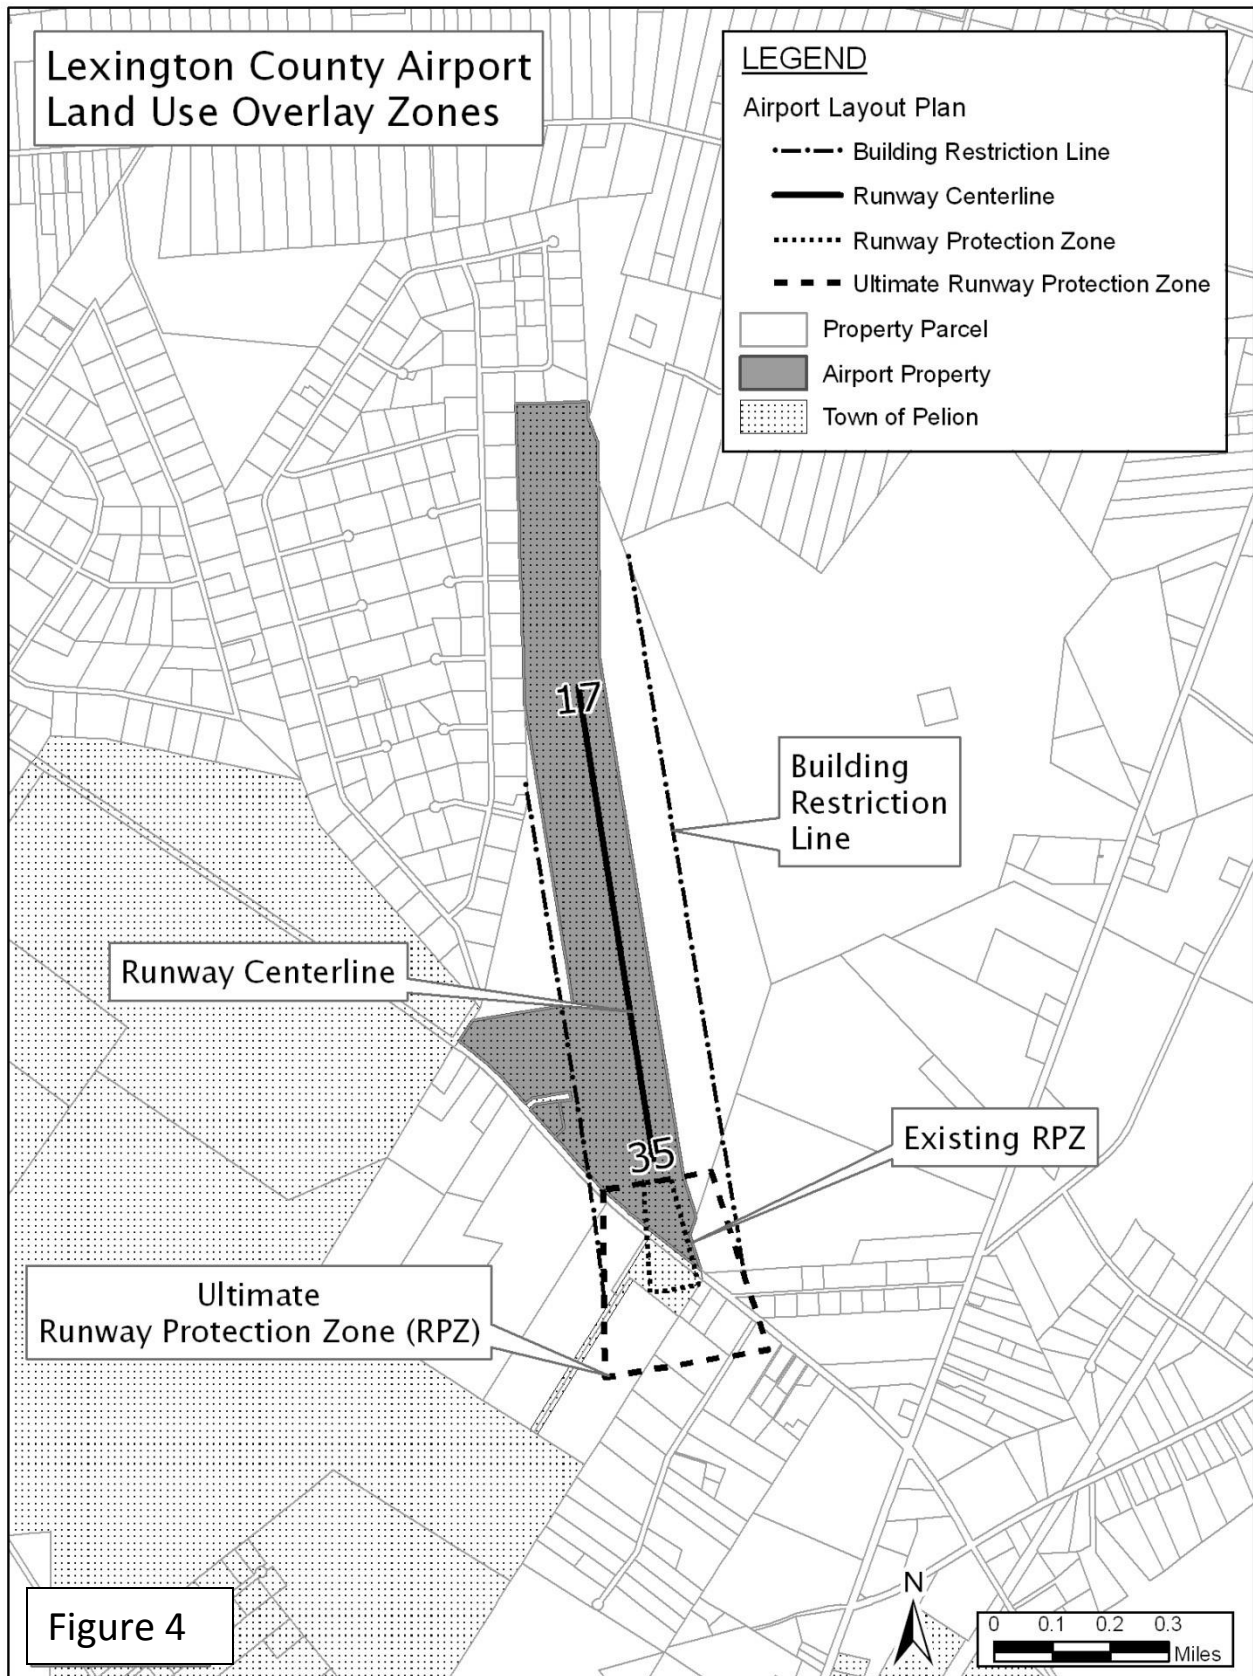 Lexington County Airport
Land Use Overlay Zones
LEGEND
Airport Layout Plan
Building Restriction Line
Runway Centerline
Runway Protection Zone
Ultimate Runway Protection Zone
Property Parcel
Airport Property
Town of Pelion
17
Building
Restriction
Line
Runway Centerline
35
Existing RPZ
Ultimate
Runway Protection Zone (RPZ)
Figure 4
N
0 0.1 0.2 0.3
Miles